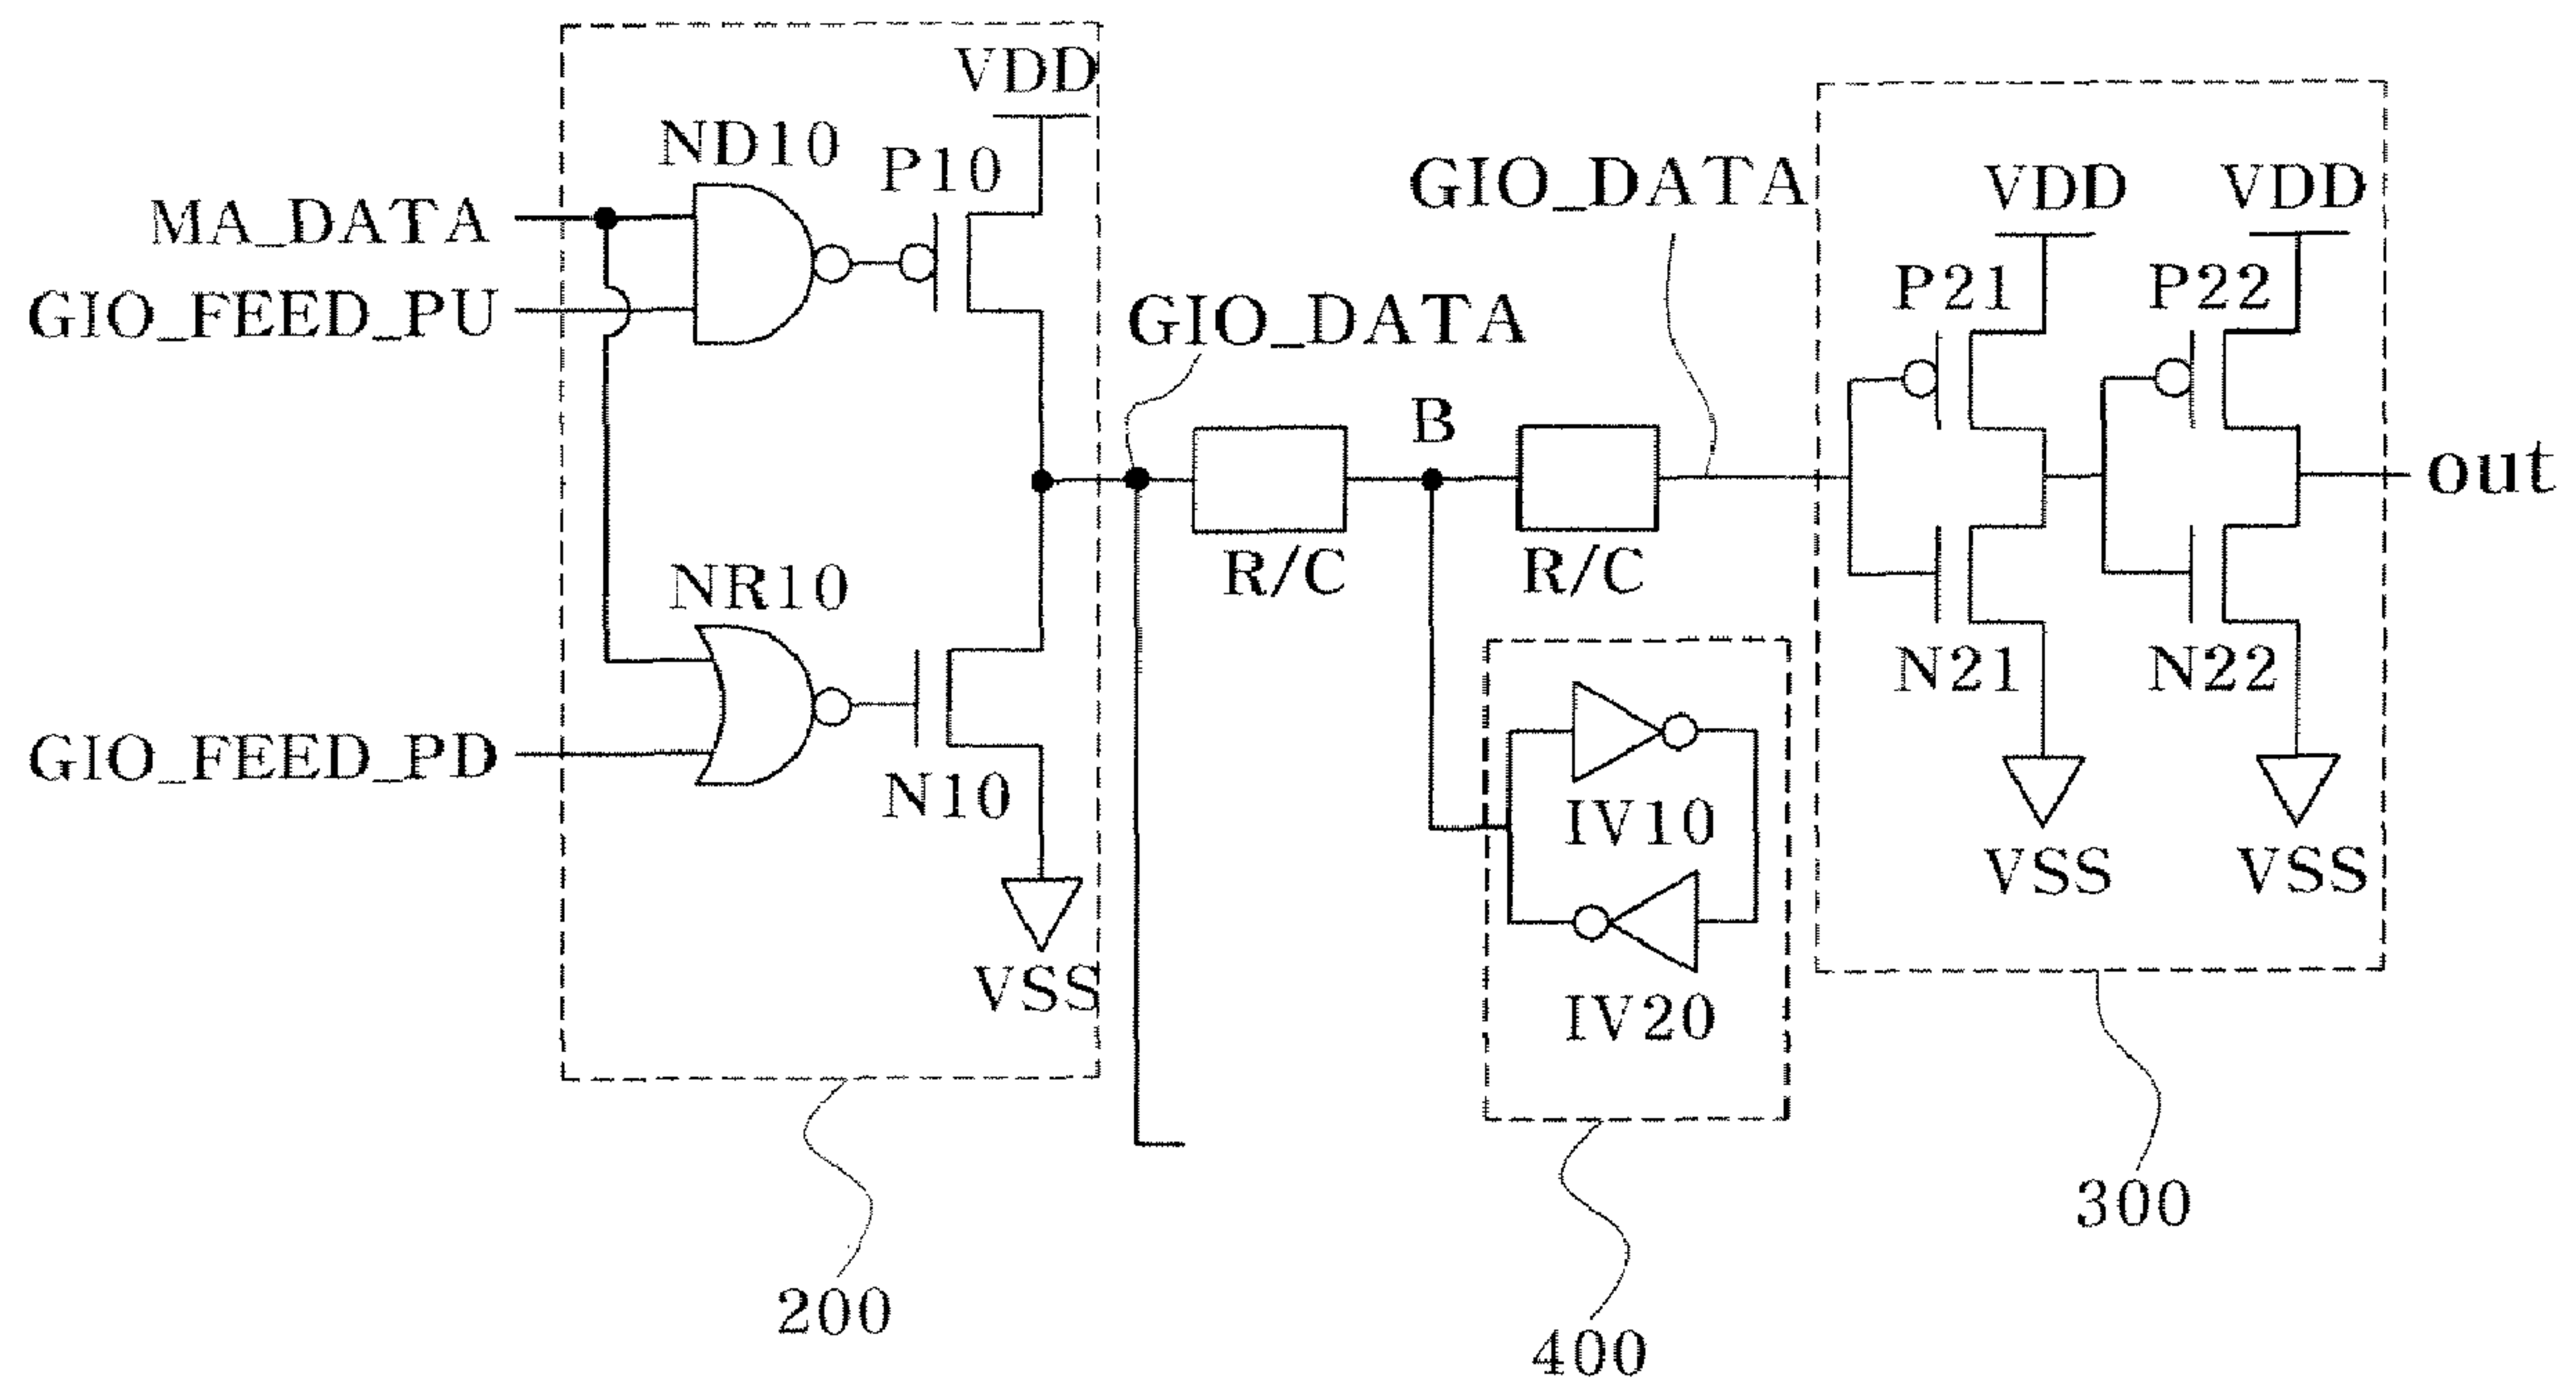 VDD
ND10
P10
MA_DATA
GIO_FEED_PU
GIO_DATA
GIO_DATA
VDD
VDD
P21
P22
B
out
R/C
R/C
NR10
GIO_FEED_PD
N10
VSS
IV10
IV20
N21
N22
VSS
VSS
200
400
300